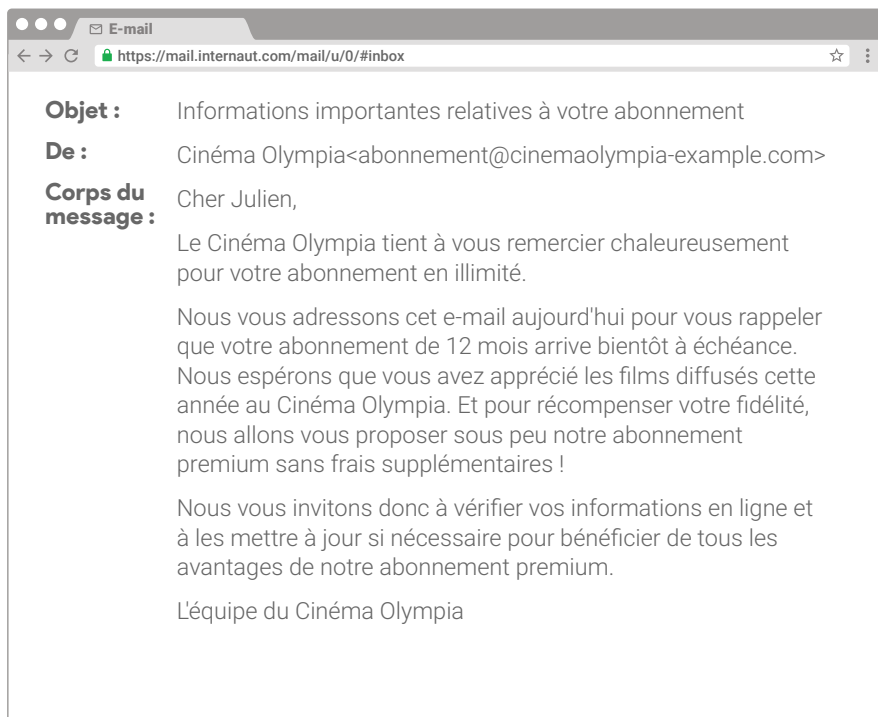 E-mail
https://mail.internaut.com/mail/u/0/#inbox
Objet : Informations importantes relatives à votre abonnement
De : Cinéma Olympia<abonnement@cinemaolympia-example.com>
Corps du
message :
Cher Julien,
Le Cinéma Olympia tient à vous remercier chaleureusement
pour votre abonnement en illimité.
Nous vous adressons cet e-mail aujourd'hui pour vous rappeler
que votre abonnement de 12 mois arrive bientôt à échéance.
Nous espérons que vous avez apprécié les films diffusés cette
année au Cinéma Olympia. Et pour récompenser votre fidélité,
nous allons vous proposer sous peu notre abonnement
premium sans frais supplémentaires !
Nous vous invitons donc à vérifier vos informations en ligne et
à les mettre à jour si nécessaire pour bénéficier de tous les
avantages de notre abonnement premium.
L'équipe du Cinéma Olympia